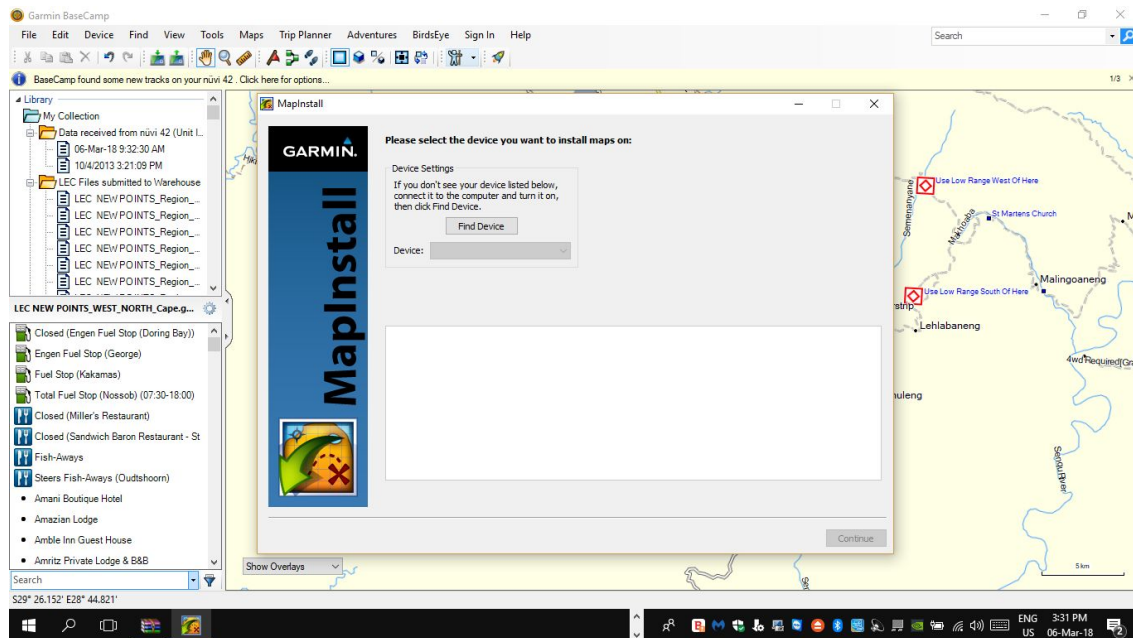 Garmin BaseCamp
File Edit Device Find View Tools Maps Trip Planner Adventures BirdsEye Sign In Help
Search
BaseCamp found some new tracks on your nüvi 42 . Click here for options...
1/3
Library
My Collection
Data received from nüvi 42 (Unit I...
06-Mar-18 9:32:30 AM
10/4/2013 3:21:09 PM
LEC Files submitted to Warehouse
LEC NEW POINTS_Region_...
LEC NEW POINTS_Region_...
LEC NEW POINTS_Region_...
LEC NEW POINTS_Region_...
LEC NEW POINTS_Region_...
LEC NEW POINTS_Region_...
LEC NEW POINTS_WEST_NORTH_Cape.g...
Closed (Engen Fuel Stop (Doring Bay))
Engen Fuel Stop (George)
Fuel Stop (Kakamas)
Total Fuel Stop (Nossob) (07:30-18:00)
Closed (Miller's Restaurant)
Closed (Sandwich Baron Restaurant - St
Fish-Aways
Steers Fish-Aways (Oudtshoorn)
Amani Boutique Hotel
Amazian Lodge
Amble Inn Guest House
Amritz Private Lodge & B&B
Search
S29° 26.152' E28° 44.821'
MapInstall
GARMIN.
MapInstall
Please select the device you want to install maps on:
Device Settings
If you don't see your device listed below,
connect it to the computer and turn it on,
then click Find Device.
Find Device
Device:
Continue
Show Overlays
Semenanyane
Use Low Range West Of Here
Makhoaba
St Martens Church
Malingoaneng
Use Low Range South Of Here
strip
Lehlabaneng
4wd Required(Gr
uleng
Senqu River
Sen
5 km
ENG
US
3:31 PM
06-Mar-18